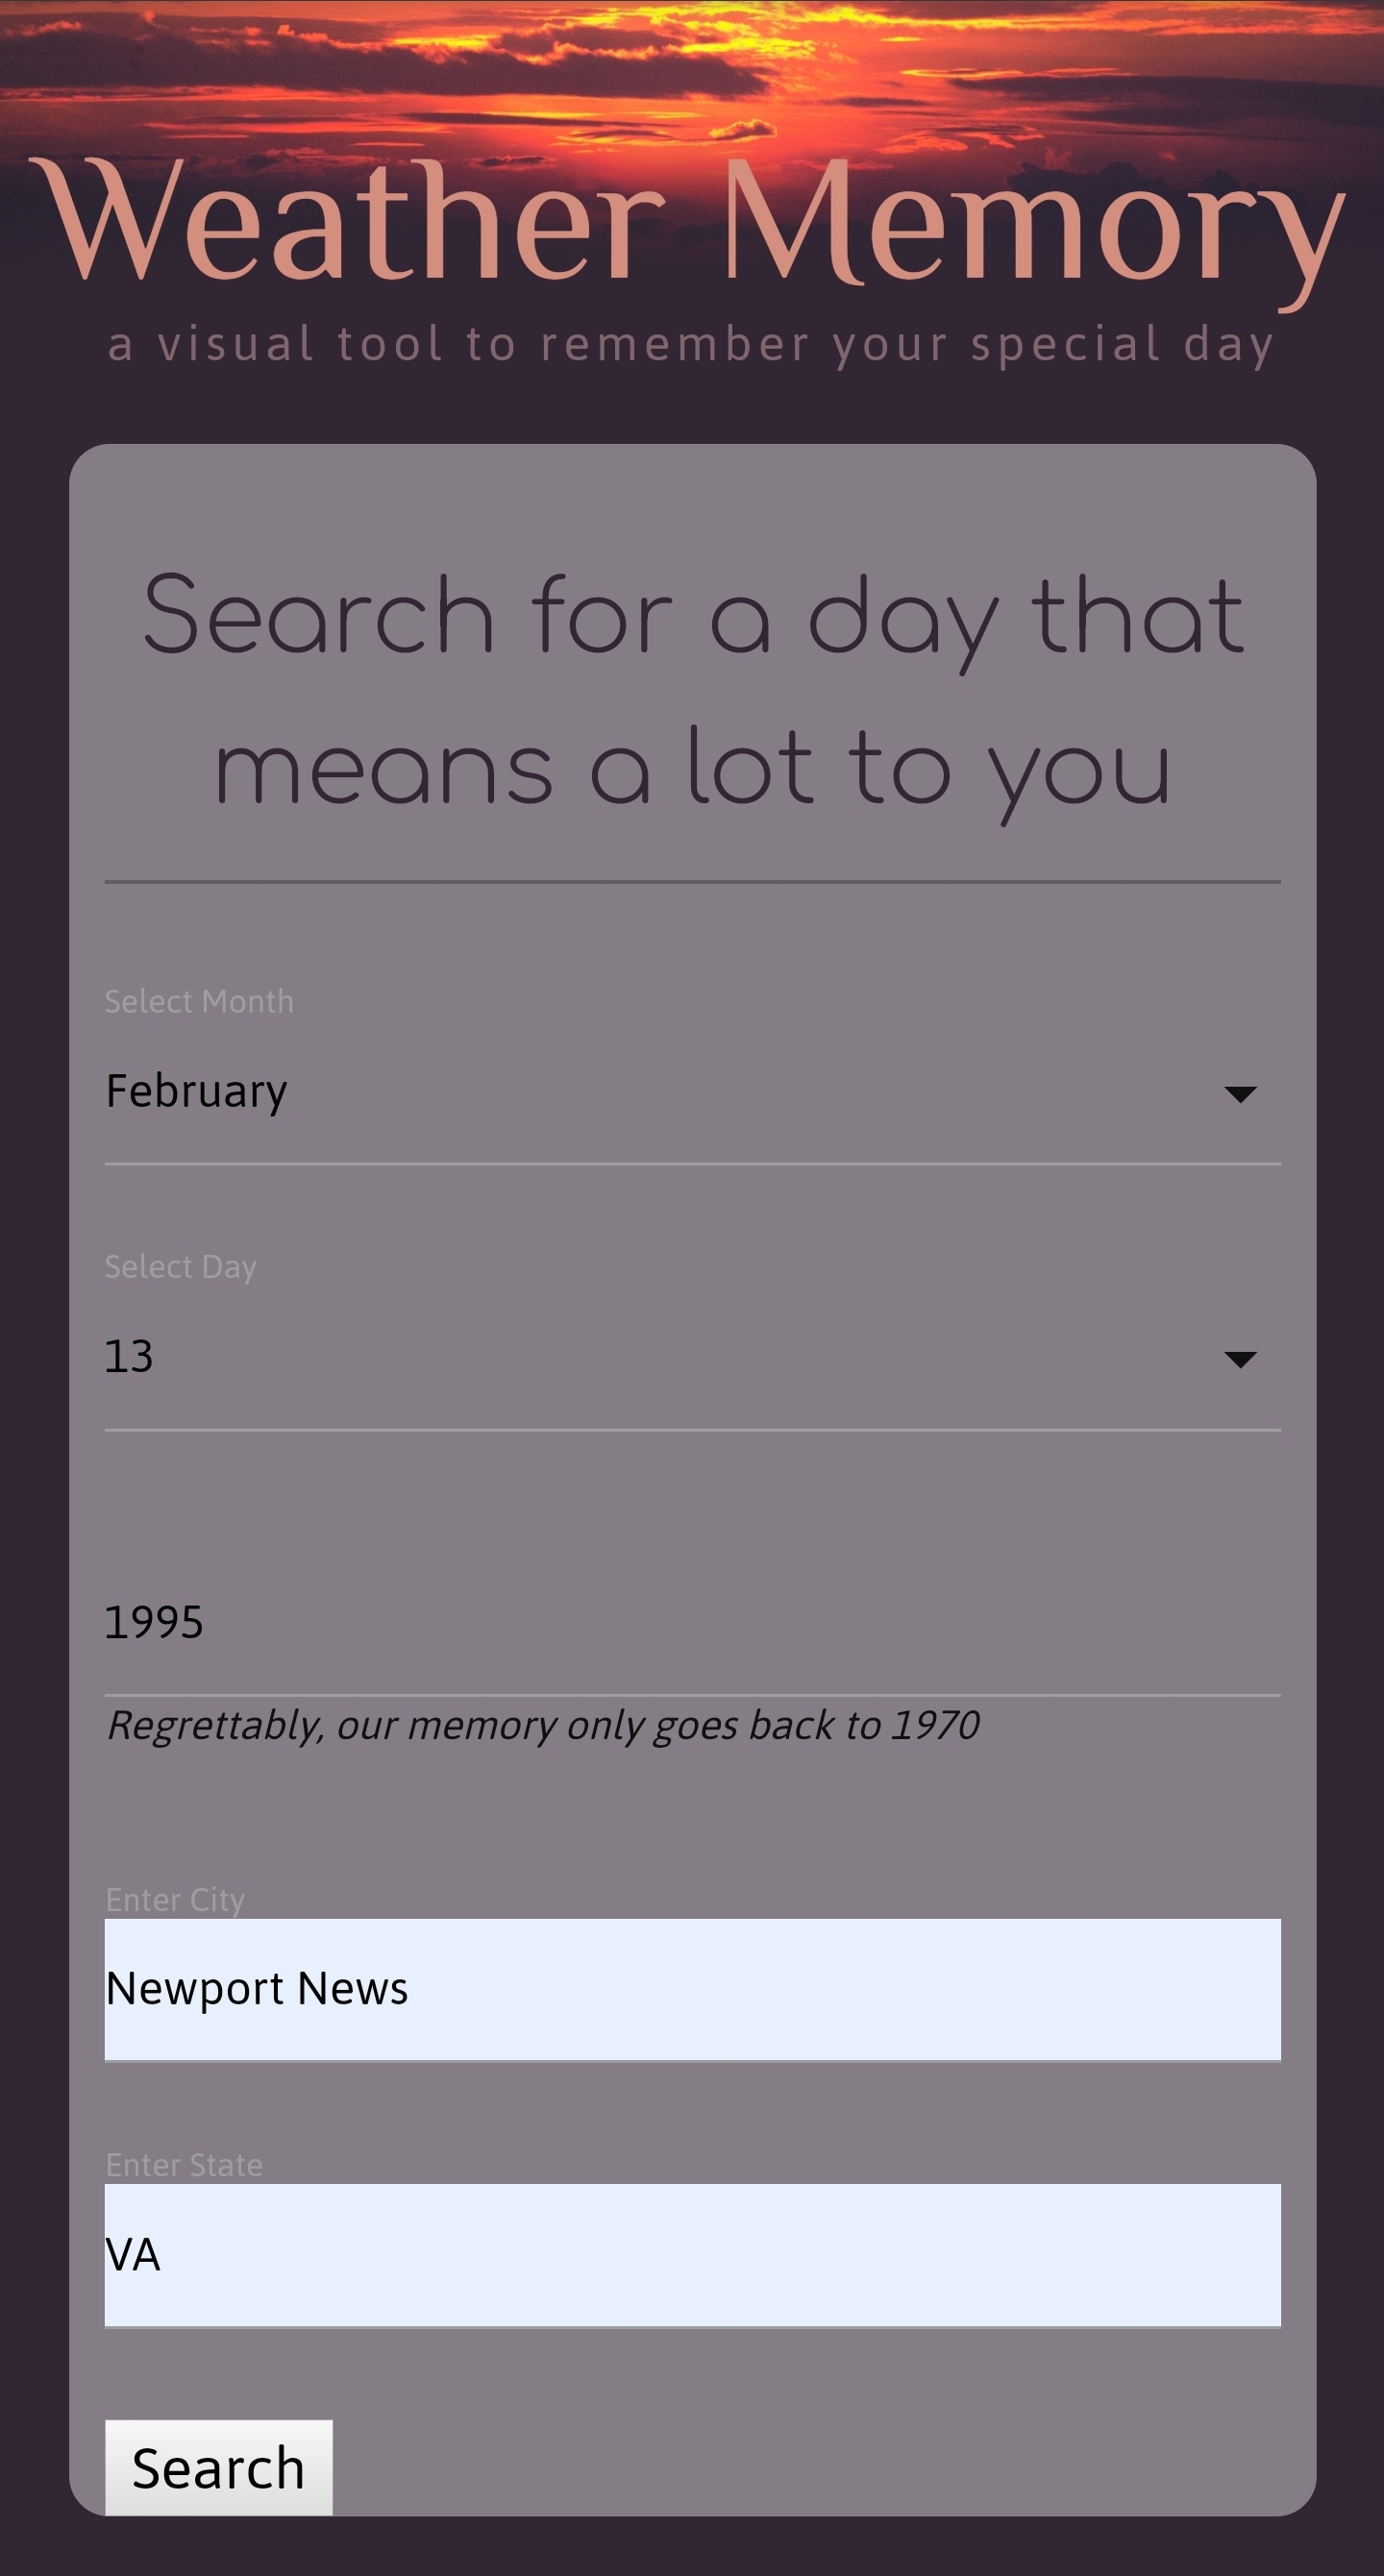 Weather Memory
a visual tool to remember your special day
Search for a day that
means a lot to you
Select Month
February
Select Day
13
1995
Regrettably, our memory only goes back to 1970
Enter City
Newport News
Enter State
VA
Search